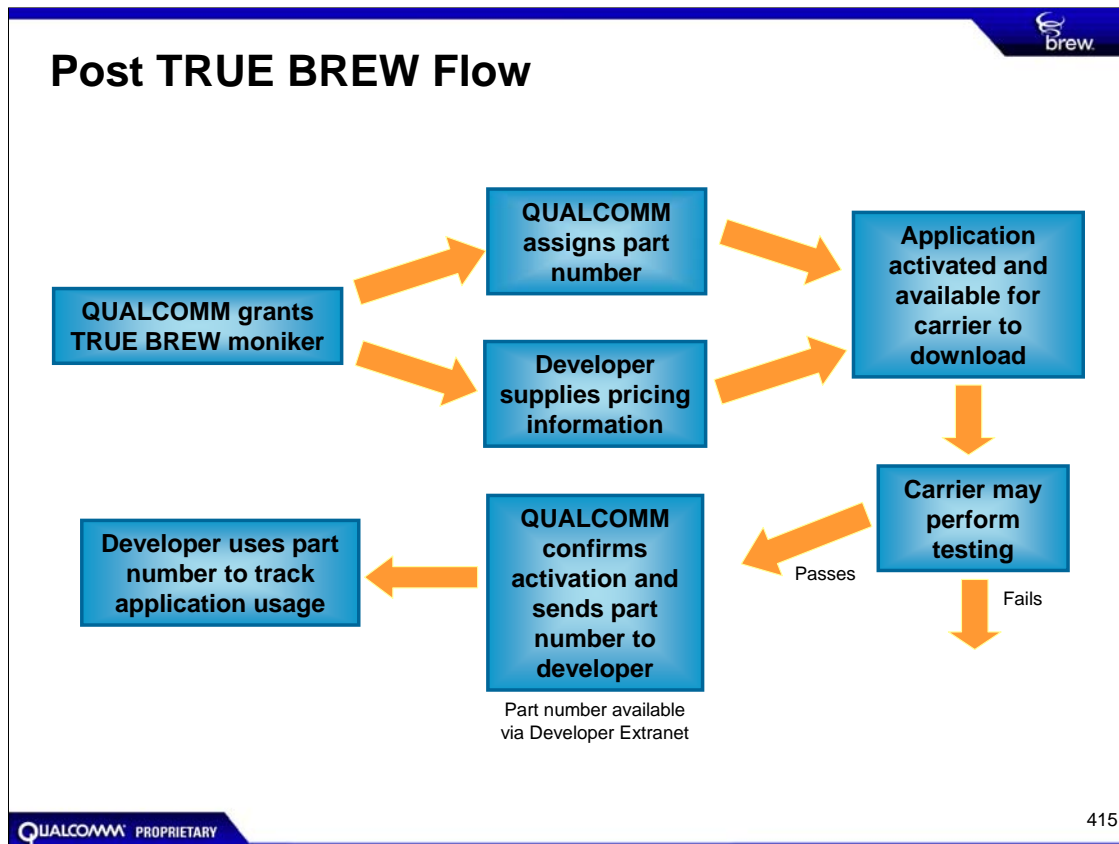 brew.
Post TRUE BREW Flow
QUALCOMM grants
TRUE BREW moniker
QUALCOMM
assigns part
number
Developer
supplies pricing
information
Application
activated and
available for
carrier to
download
Carrier may
perform
testing
Passes
Fails
QUALCOMM
confirms
activation and
sends part
number to
developer
Part number available
via Developer Extranet
Developer uses part
number to track
application usage
QUALCOMM PROPRIETARY
415